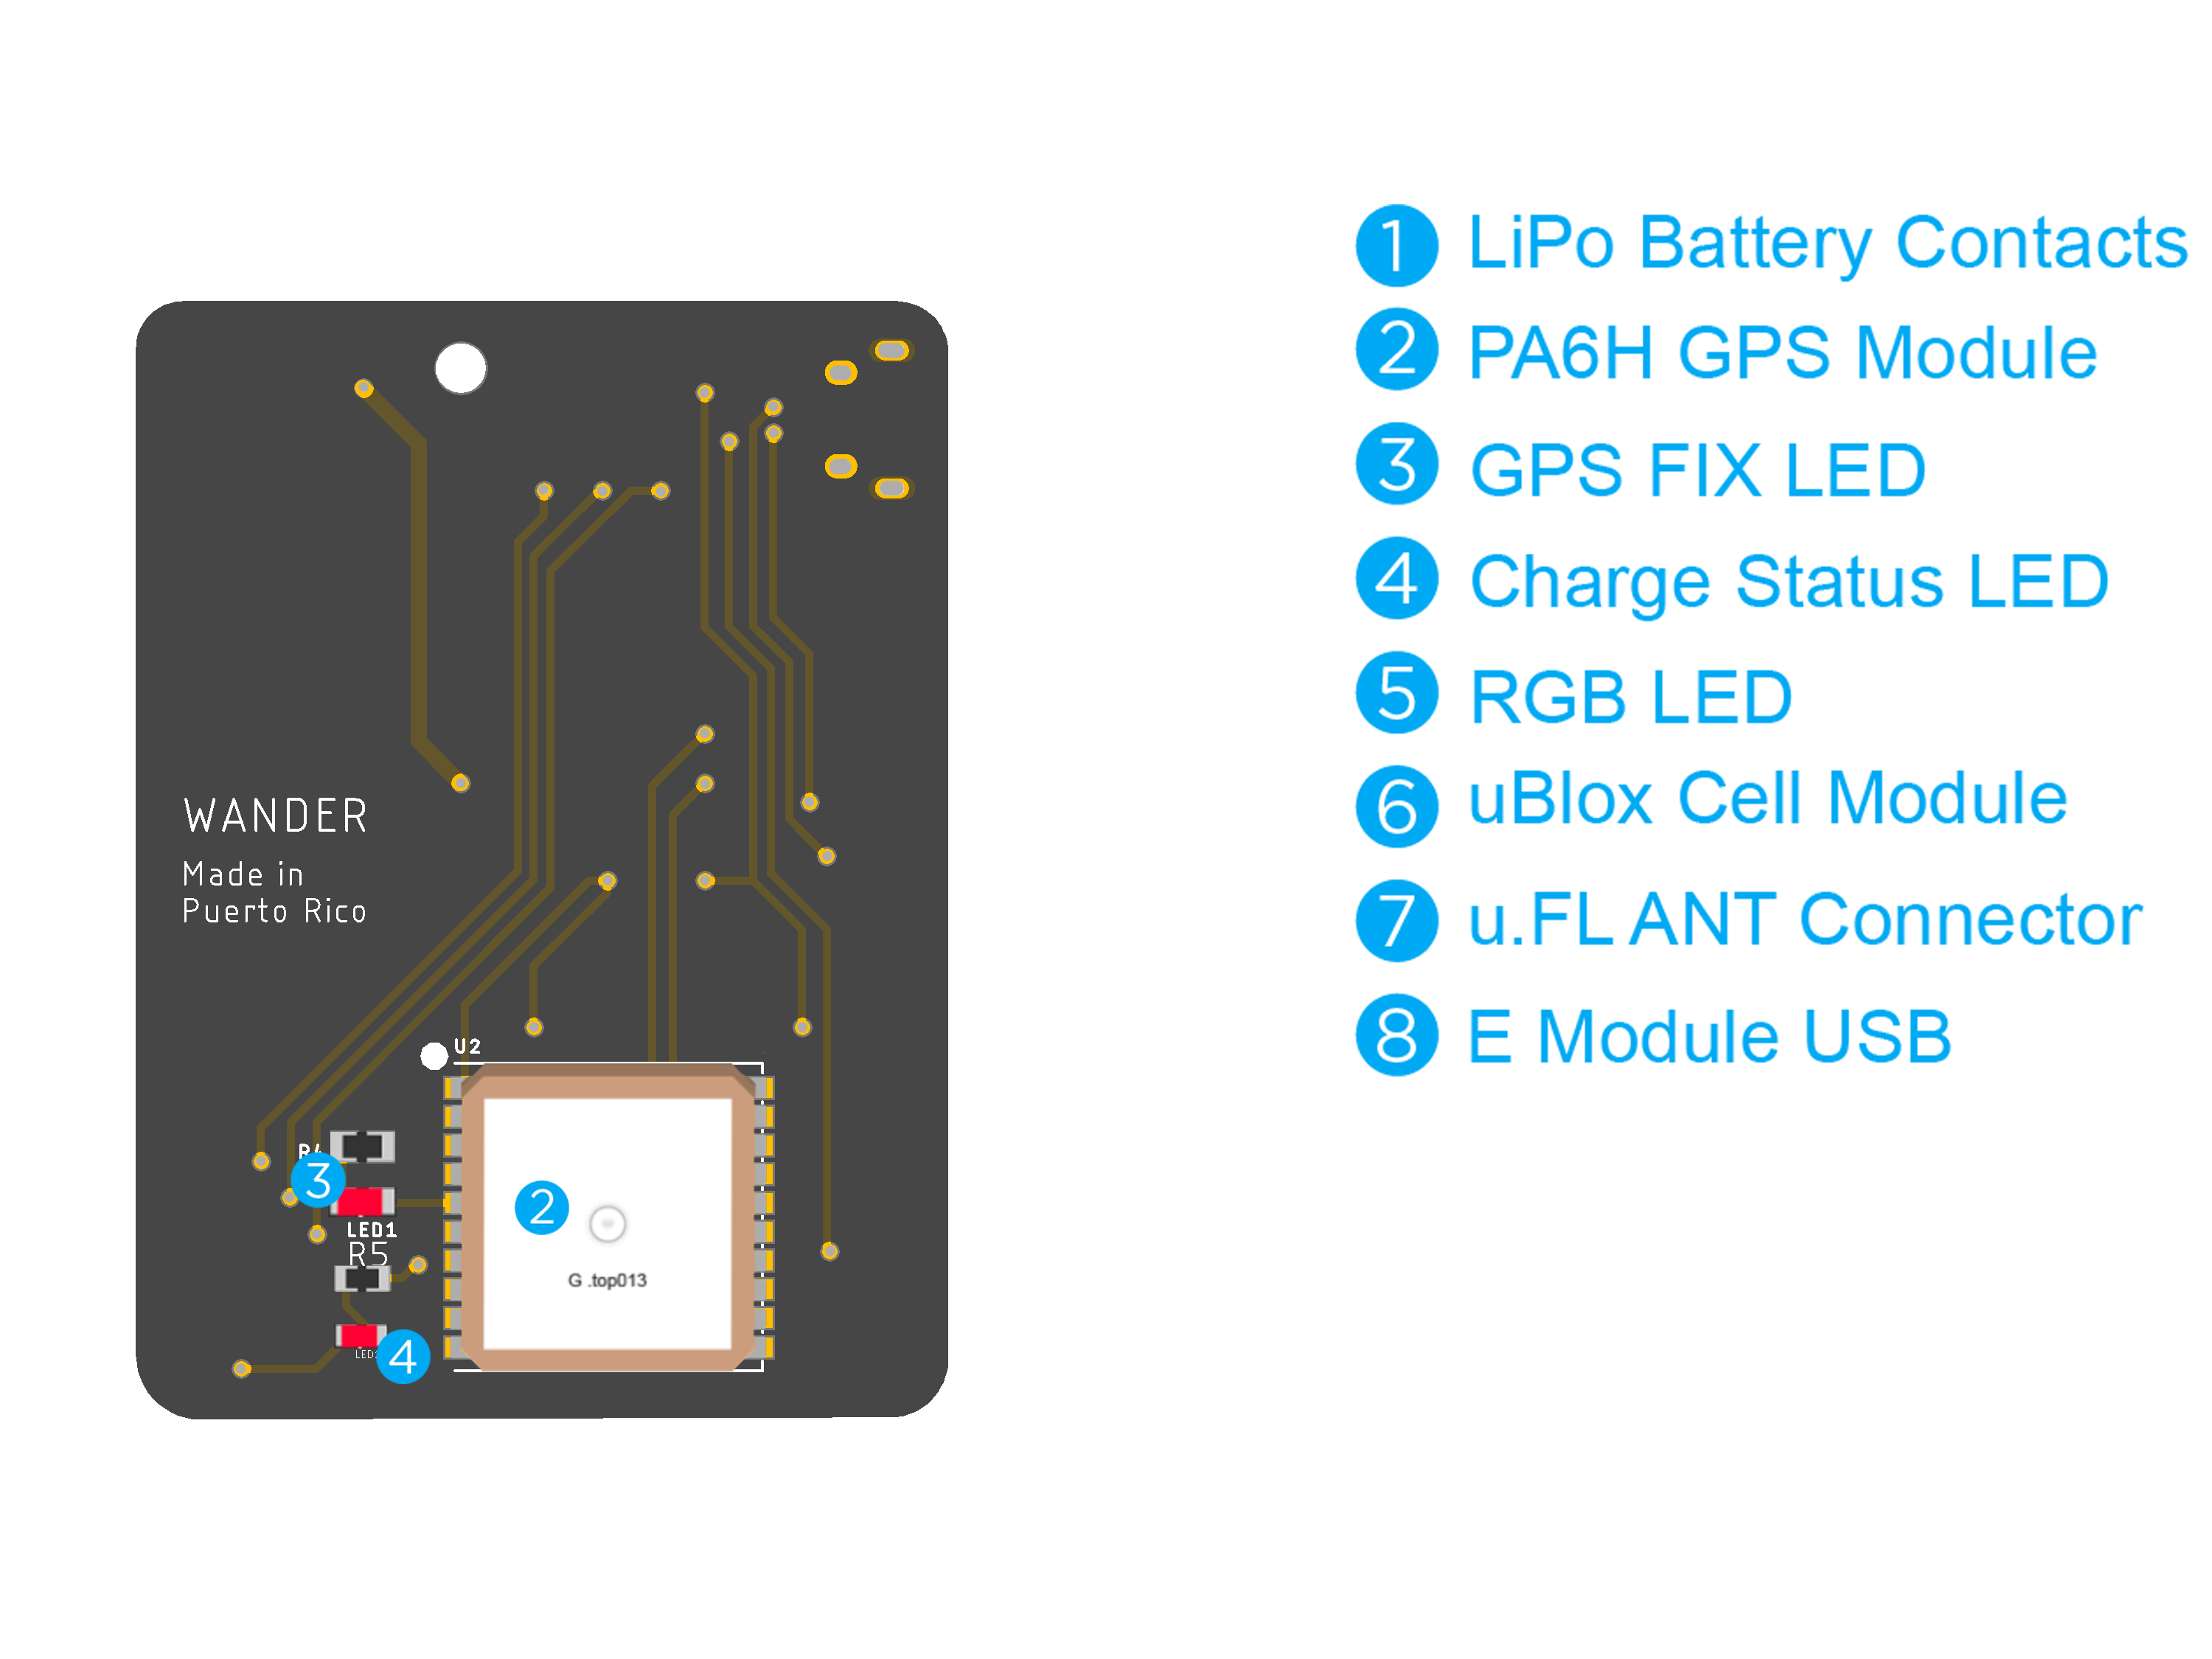 WANDER
Made in
Puerto Rico
U2
R4
3
LED1
R5
LED
4
2
G .top013
1 LiPo Battery Contacts
2 PA6H GPS Module
3 GPS FIX LED
4 Charge Status LED
5 RGB LED
6 uBlox Cell Module
7 u.FL ANT Connector
8 E Module USB